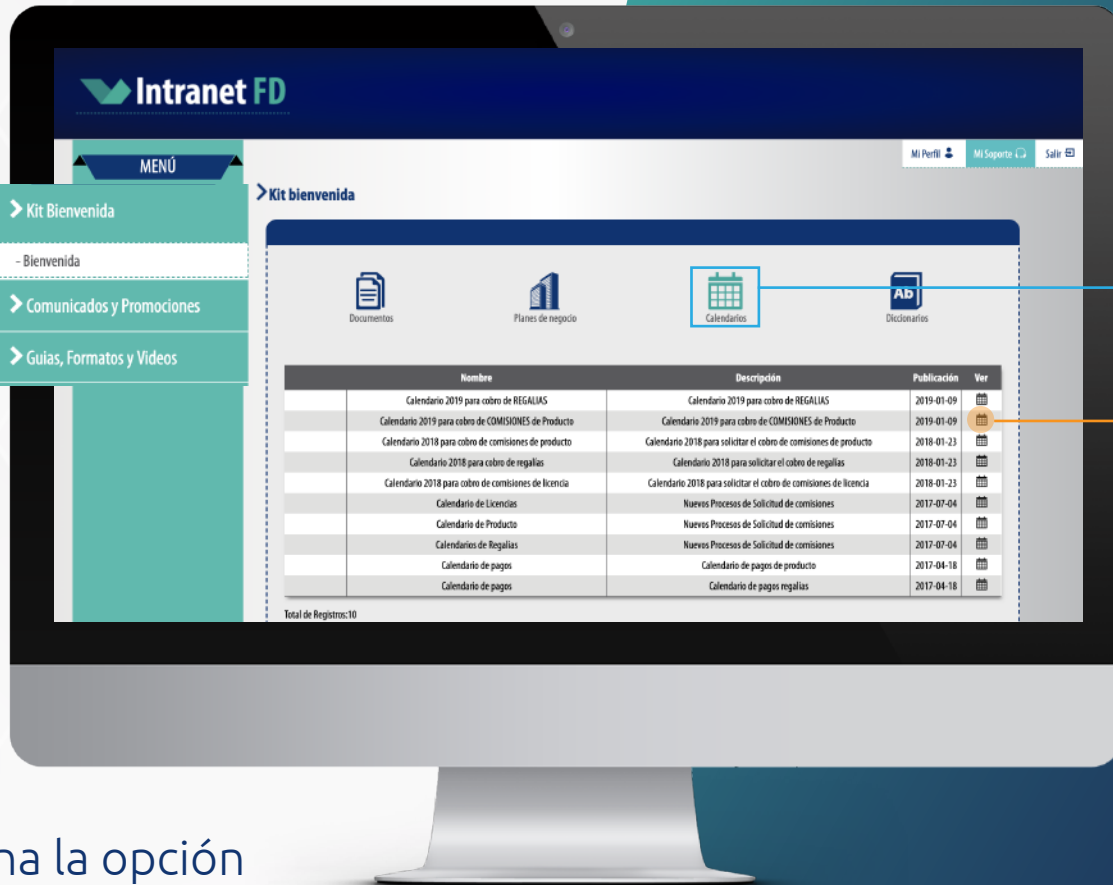 Intranet FD
MENÚ
Mi Perfil Mi Soporte Salir
Kit Bienvenida
- Bienvenida
Comunicados y Promociones
Guias, Formatos y Videos
Kit bienvenida
Documentos Planes de negocio Calendarios Ab Diccionarios
Nombre Descripción Publicación Ver
Calendario 2019 para cobro de REGALIAS Calendario 2019 para cobro de REGALIAS 2019-01-09
Calendario 2019 para cobro de COMISIONES de Producto Calendario 2019 para cobro de COMISIONES de Producto 2019-01-09
Calendario 2018 para cobro de comisiones de producto Calendario 2018 para solicitar el cobro de comisiones de producto 2018-01-23
Calendario 2018 para cobro de regalías Calendario 2018 para solicitar el cobro de regalías 2018-01-23
Calendario 2018 para cobro de comisiones de licencia Calendario 2018 para solicitar el cobro de comisiones de licencia 2018-01-23
Calendario de Licencias Nuevos Procesos de Solicitud de comisiones 2017-07-04
Calendario de Producto Nuevos Procesos de Solicitud de comisiones 2017-07-04
Calendarios de Regalias Nuevos Procesos de Solicitud de comisiones 2017-07-04
Calendario de pagos Calendario de pagos de producto 2017-04-18
Calendario de pagos Calendario de pagos regalias 2017-04-18
Total de Registros:10
na la opción